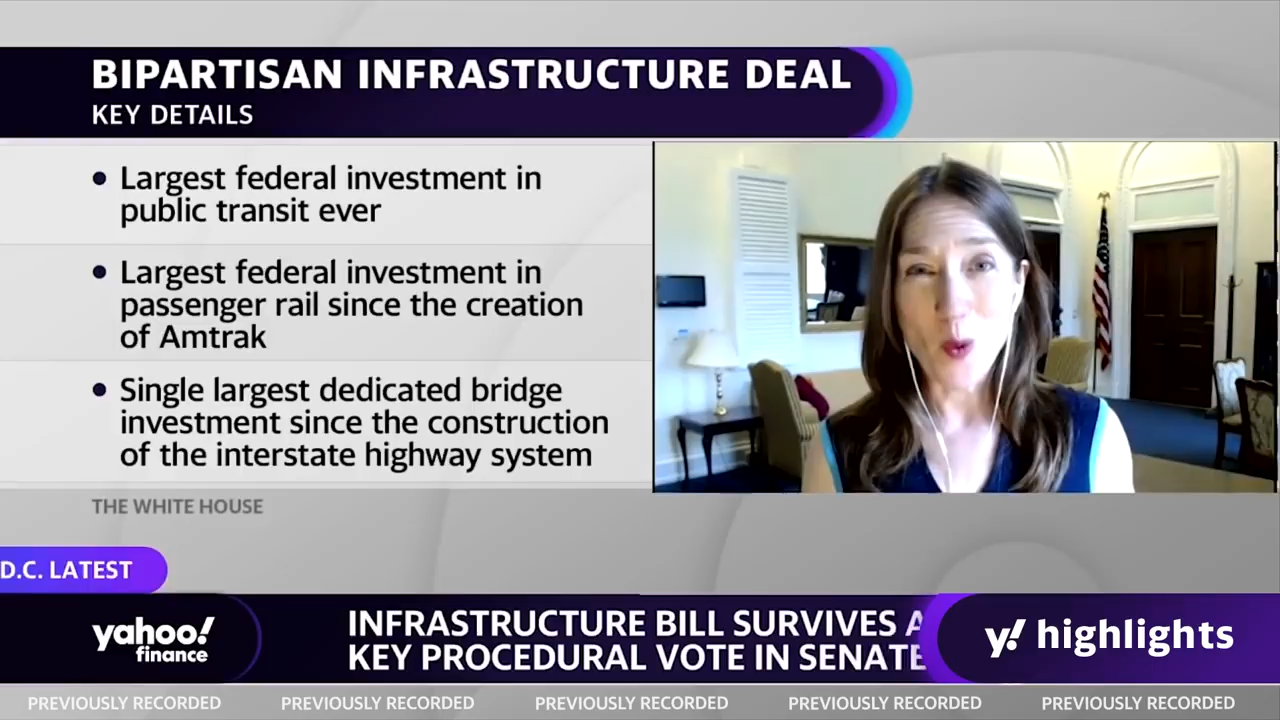 BIPARTISAN INFRASTRUCTURE DEAL
KEY DETAILS
• Largest federal investment in
public transit ever
• Largest federal investment in
passenger rail since the creation
of Amtrak
• Single largest dedicated bridge
investment since the construction
of the interstate highway system
THE WHITE HOUSE
D.C. LATEST
yahoo!
finance
INFRASTRUCTURE BILL SURVIVES A
KEY PROCEDURAL VOTE IN SENATE
y! highlights
PREVIOUSLY RECORDED PREVIOUSLY RECORDED PREVIOUSLY RECORDED PREVIOUSLY RECORDED PREVIOUSLY RECORDED